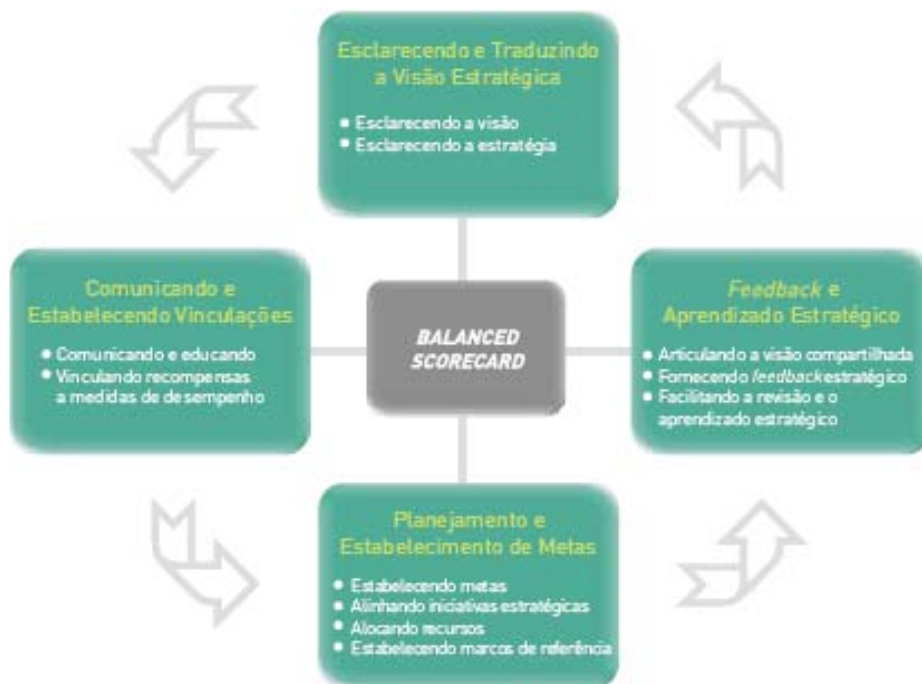 Esclarecendo e Traduzindo
a Visão Estratégica
• Esclarecendo a visão
• Esclarecendo a estratégia
Comunicando e
Estabelecendo Vinculações
• Comunicando e educando
• Vinculando recompensas
a medidas de desempenho
BALANCED
SCORECARD
Feedback e
Aprendizado Estratégico
• Articulando a visão compartilhada
• Fornecendo feedback estratégico
• Facilitando a revisão e o
aprendizado estratégico
Planejamento e
Estabelecimento de Metas
• Estabelecendo metas
• Alinhando iniciativas estratégicas
• Alocando recursos
• Estabelecendo marcos de referência